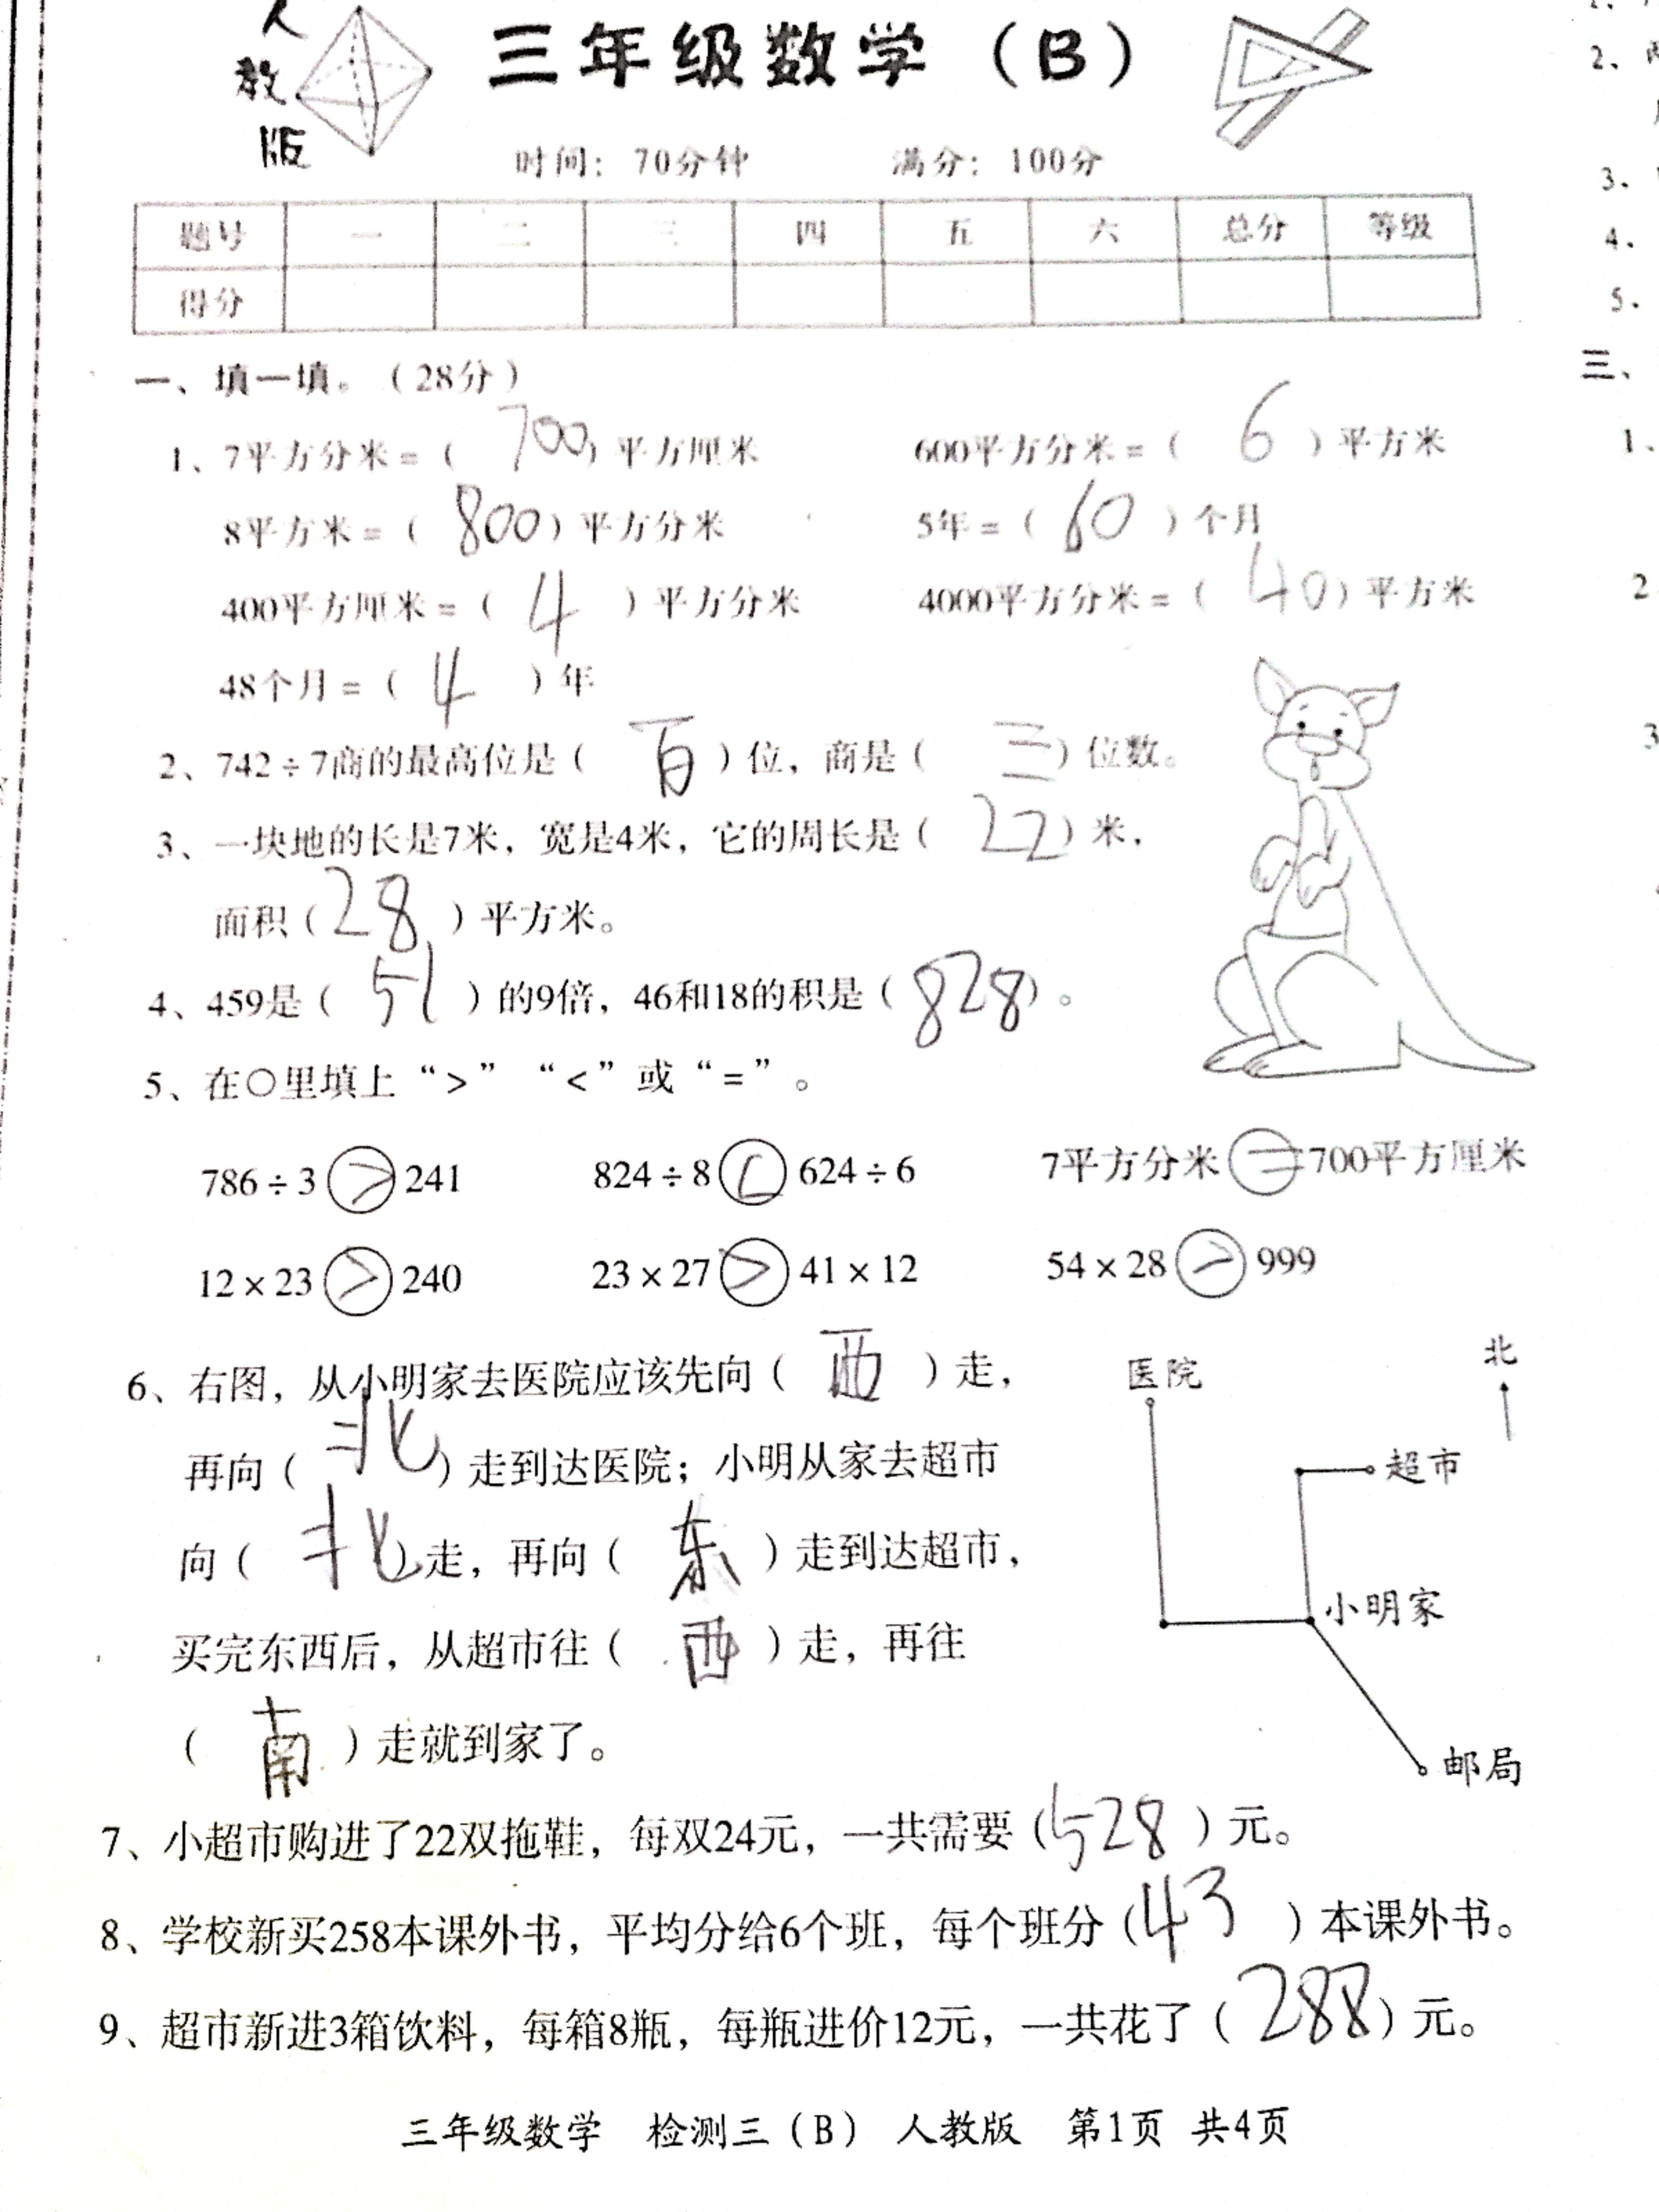 人教版
三年级数学（B）
时间：70分钟 满分：100分
题号 一 二 三 四 五 六 总分 等级
得分
一、填一填。（28分）
1、7平方分米=（700）平方厘米 600平方分米=（6）平方米
8平方米=（800）平方分米 5年=（60）个月
400平方厘米=（4）平方分米 4000平方分米=（40）平方米
48个月=（4）年
2、742÷7商的最高位是（百）位，商是（三）位数。
3、一块地的长是7米，宽是4米，它的周长是（22）米，
面积（28）平方米。
4、459是（51）的9倍，46和18的积是（828）。
5、在○里填上“>”“<”或“=”。
786÷3>241 824÷8<624÷6 7平方分米=700平方厘米
12×23>240 23×27>41×12 54×28>999
6、右图，从小明家去医院应该先向（西）走，
再向（北）走到达医院；小明从家去超市
向（北）走，再向（东）走到达超市，
买完东西后，从超市往（西）走，再往
（南）走就到家了。
北
医院
超市
小明家
邮局
7、小超市购进了22双拖鞋，每双24元，一共需要（528）元。
8、学校新买258本课外书，平均分给6个班，每个班分（43）本课外书。
9、超市新进3箱饮料，每箱8瓶，每瓶进价12元，一共花了（288）元。
三年级数学 检测三（B） 人教版 第1页 共4页
2、
3、
4、
5、
三、
1、
2
3